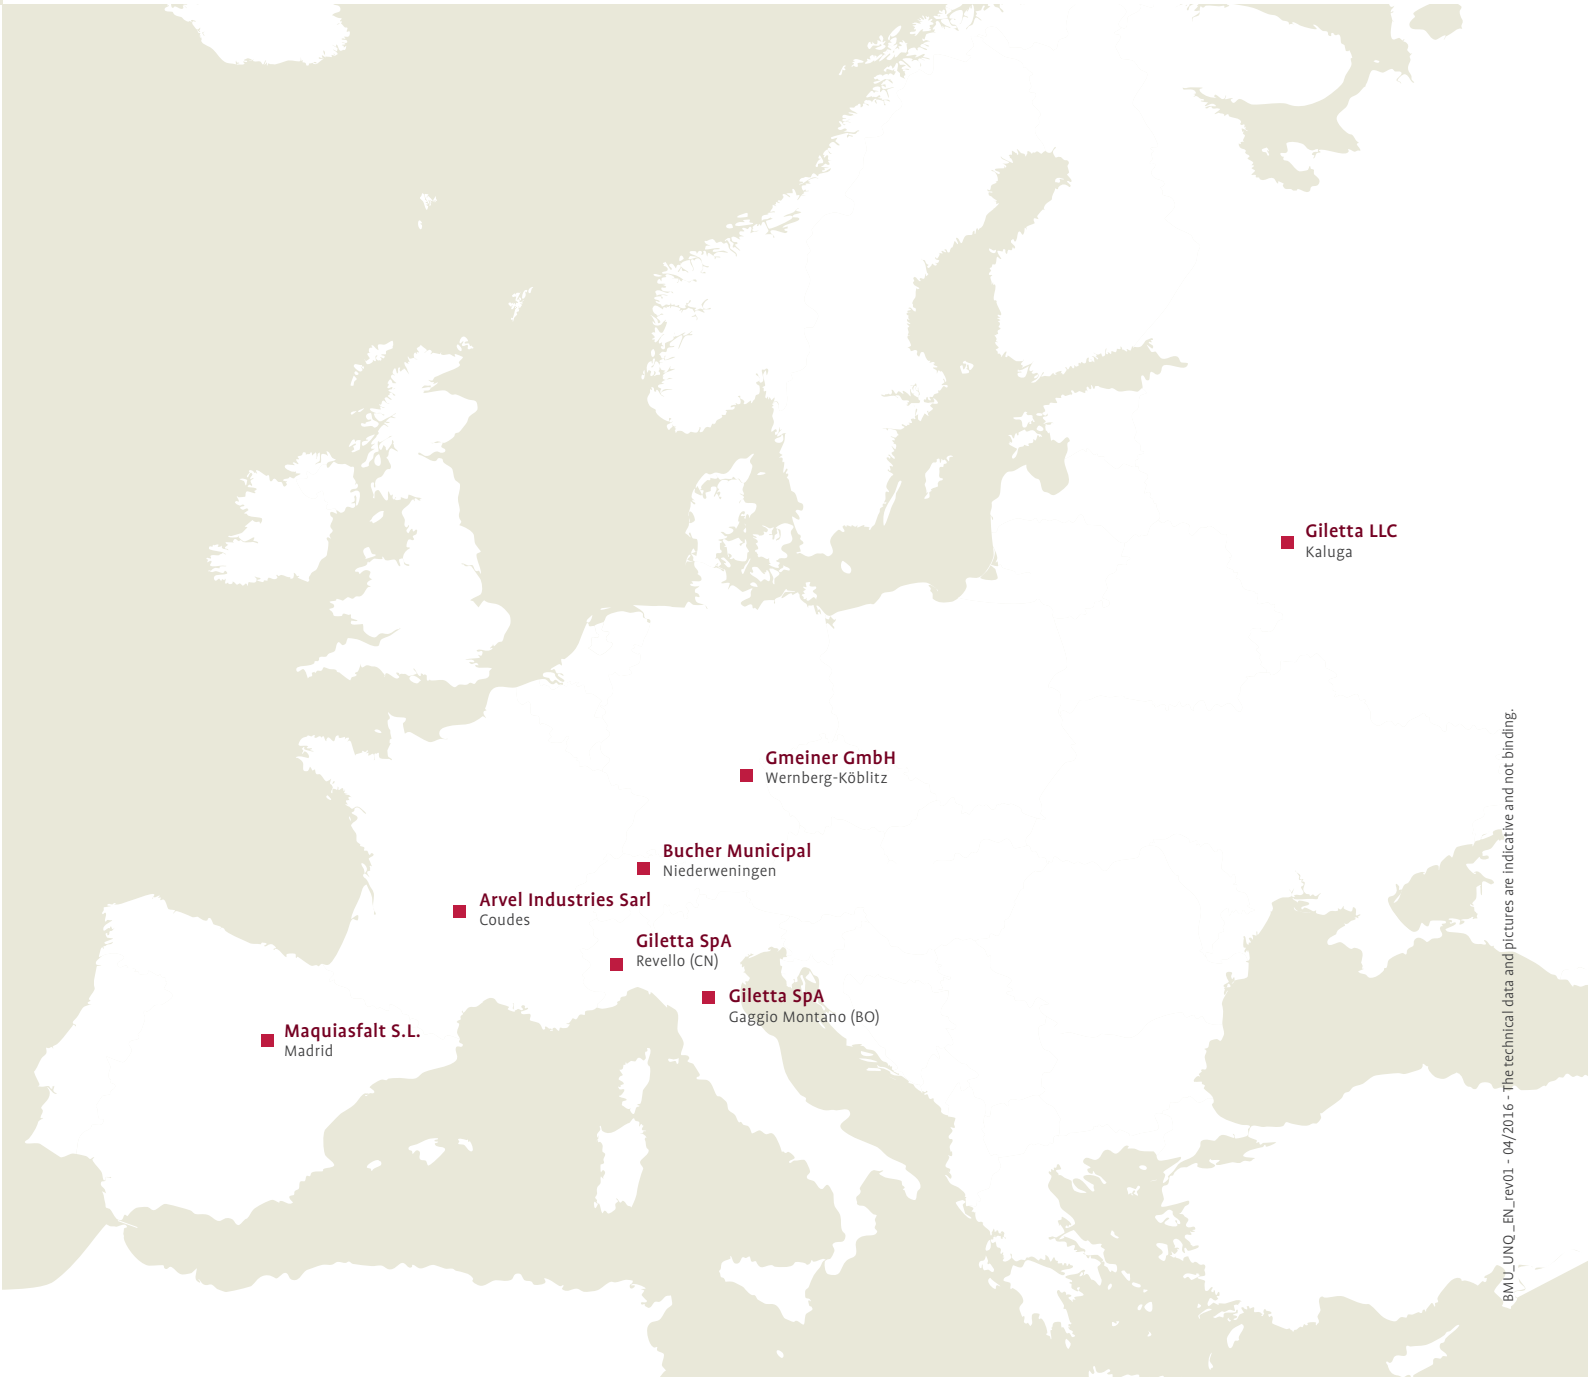 Giletta LLC
Kaluga
Gmeiner GmbH
Wernberg-Köblitz
Bucher Municipal
Niederweningen
Arvel Industries Sarl
Coudes
Giletta SpA
Revello (CN)
Giletta SpA
Gaggio Montano (BO)
Maquiasfalt S.L.
Madrid
BMU_UNQ_EN_rev01 - 04/2016 - The technical data and pictures are indicative and not binding.